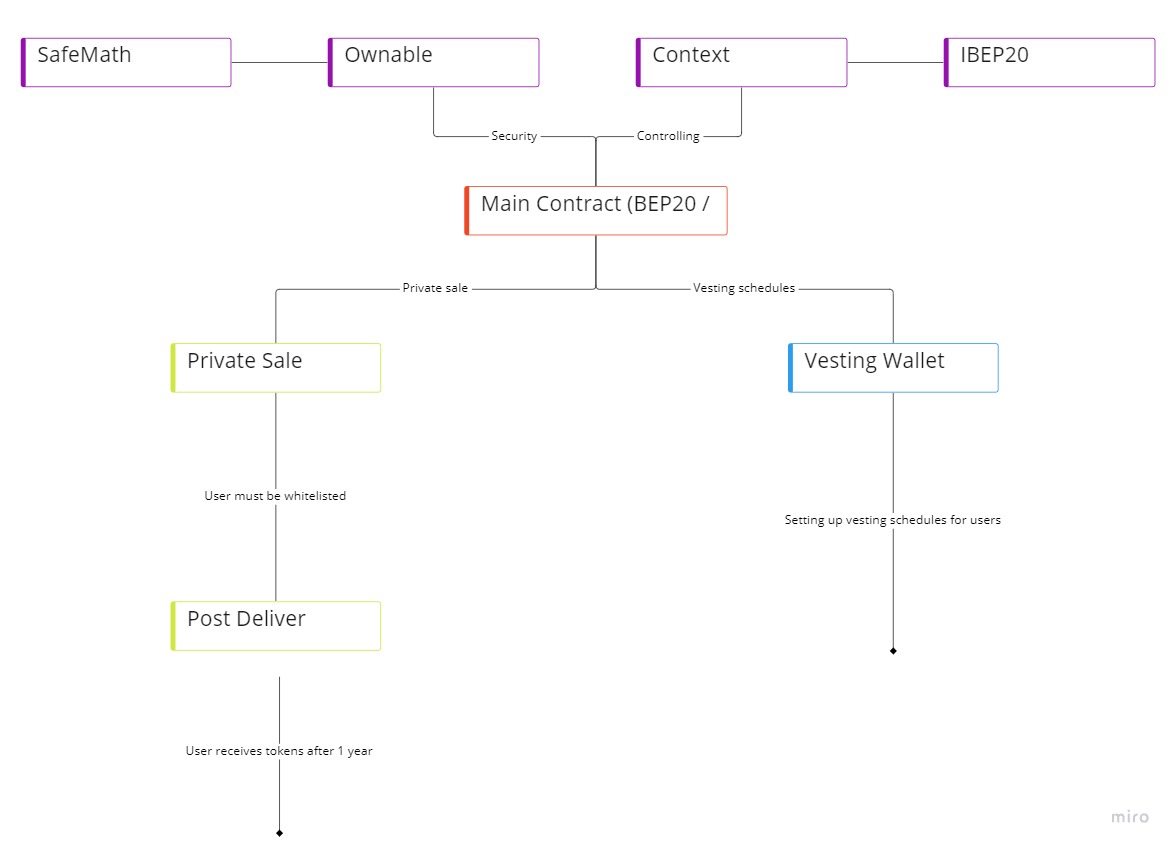 SafeMath
Ownable
Context
IBEP20
Security
Controlling
Main Contract (BEP20 /
Private sale
Vesting schedules
Private Sale
Vesting Wallet
User must be whitelisted
Setting up vesting schedules for users
Post Deliver
User receives tokens after 1 year
miro